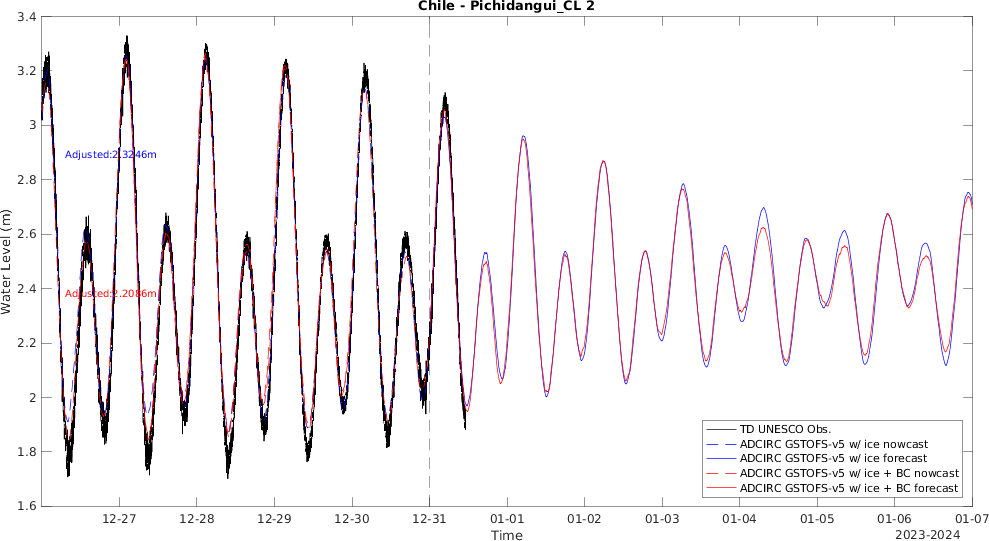 Chile - Pichidangui_CL 2
3.4
3.2
3
2.8
2.6
2.4
2.2
2
1.8
1.6
Water Level (m)
Adjusted:2.3246m
Adjusted:2.2086m
TD UNESCO Obs.
ADCIRC GSTOFS-v5 w/ ice nowcast
ADCIRC GSTOFS-v5 w/ ice forecast
ADCIRC GSTOFS-v5 w/ ice + BC nowcast
ADCIRC GSTOFS-v5 w/ ice + BC forecast
12-27 12-28 12-29 12-30 12-31 01-01 01-02 01-03 01-04 01-05 01-06 01-07
Time
2023-2024